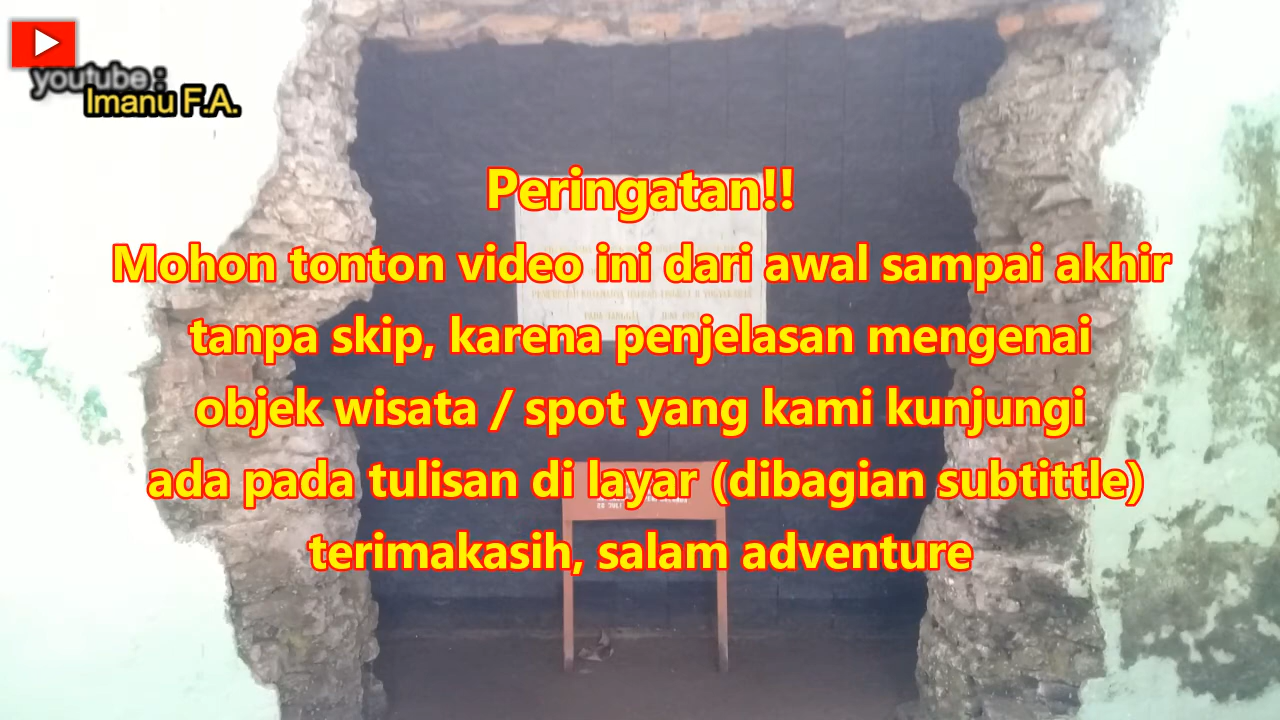 youtube :
Imanu F.A.
Peringatan!!
Mohon tonton video ini dari awal sampai akhir
tanpa skip, karena penjelasan mengenai
objek wisata / spot yang kami kunjungi
ada pada tulisan di layar (dibagian subtittle)
terimakasih, salam adventure